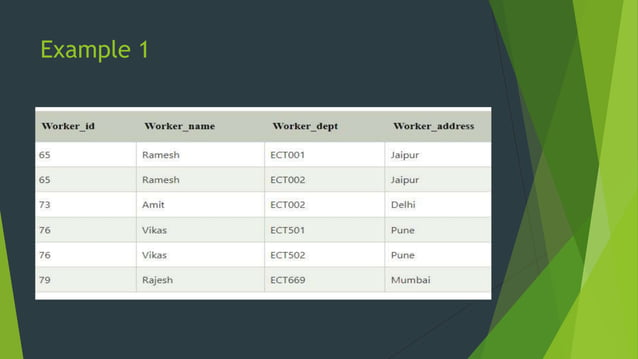 Example 1
Worker_id Worker_name Worker_dept Worker_address
65 Ramesh ECT001 Jaipur
65 Ramesh ECT002 Jaipur
73 Amit ECT002 Delhi
76 Vikas ECT501 Pune
76 Vikas ECT502 Pune
79 Rajesh ECT669 Mumbai